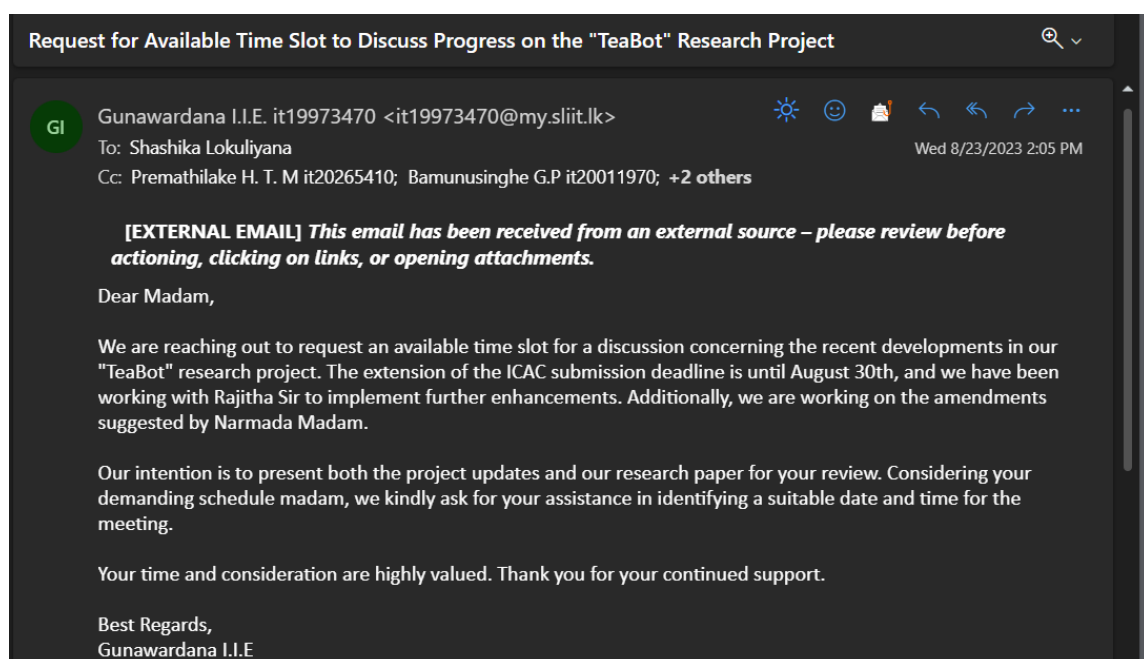 Request for Available Time Slot to Discuss Progress on the "TeaBot" Research Project
GI
Gunawardana I.I.E. it19973470 <it19973470@my.sliit.lk>
To: Shashika Lokuliyana
Wed 8/23/2023 2:05 PM
Cc: Premathilake H. T. M it20265410; Bamunusinghe G.P it20011970; +2 others
[EXTERNAL EMAIL] This email has been received from an external source – please review before
actioning, clicking on links, or opening attachments.
Dear Madam,
We are reaching out to request an available time slot for a discussion concerning the recent developments in our
"TeaBot" research project. The extension of the ICAC submission deadline is until August 30th, and we have been
working with Rajitha Sir to implement further enhancements. Additionally, we are working on the amendments
suggested by Narmada Madam.
Our intention is to present both the project updates and our research paper for your review. Considering your
demanding schedule madam, we kindly ask for your assistance in identifying a suitable date and time for the
meeting.
Your time and consideration are highly valued. Thank you for your continued support.
Best Regards,
Gunawardana I.I.E